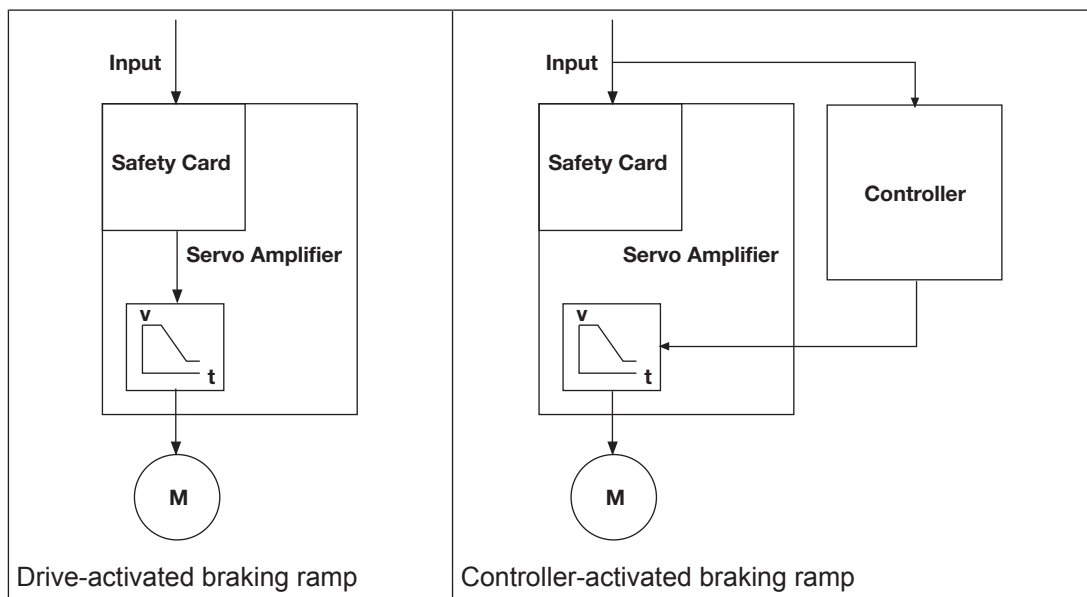 Input
Safety Card
Servo Amplifier
v
t
M
Drive-activated braking ramp
Input
Safety Card
Controller
Servo Amplifier
v
t
M
Controller-activated braking ramp